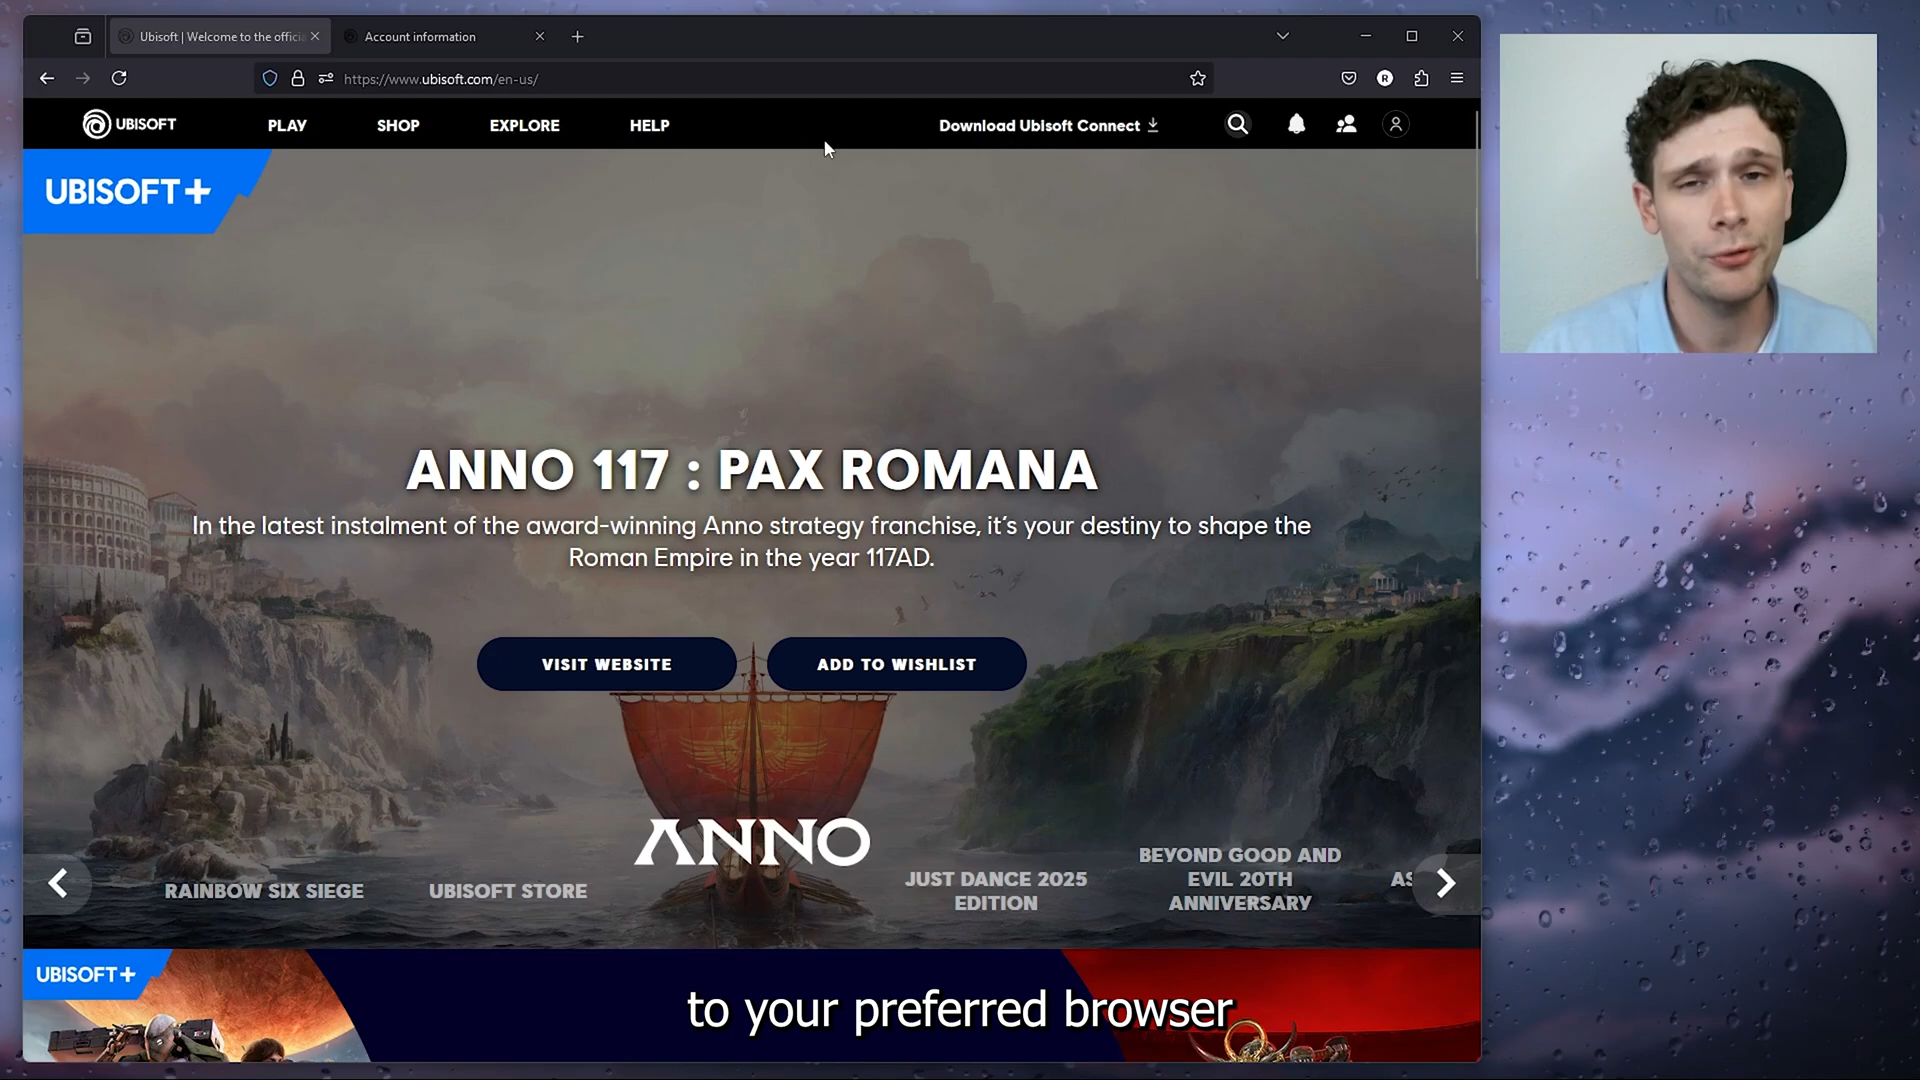 Ubisoft | Welcome to the officia
Account information
https://www.ubisoft.com/en-us/
UBISOFT
PLAY
SHOP
EXPLORE
HELP
Download Ubisoft Connect
R
UBISOFT+
ANNO 117 : PAX ROMANA
In the latest instalment of the award-winning Anno strategy franchise, it's your destiny to shape the
Roman Empire in the year 117AD.
VISIT WEBSITE
ADD TO WISHLIST
RAINBOW SIX SIEGE
UBISOFT STORE
ANNO
JUST DANCE 2025
EDITION
BEYOND GOOD AND
EVIL 20TH
ANNIVERSARY
AS
UBISOFT+
to your preferred browser